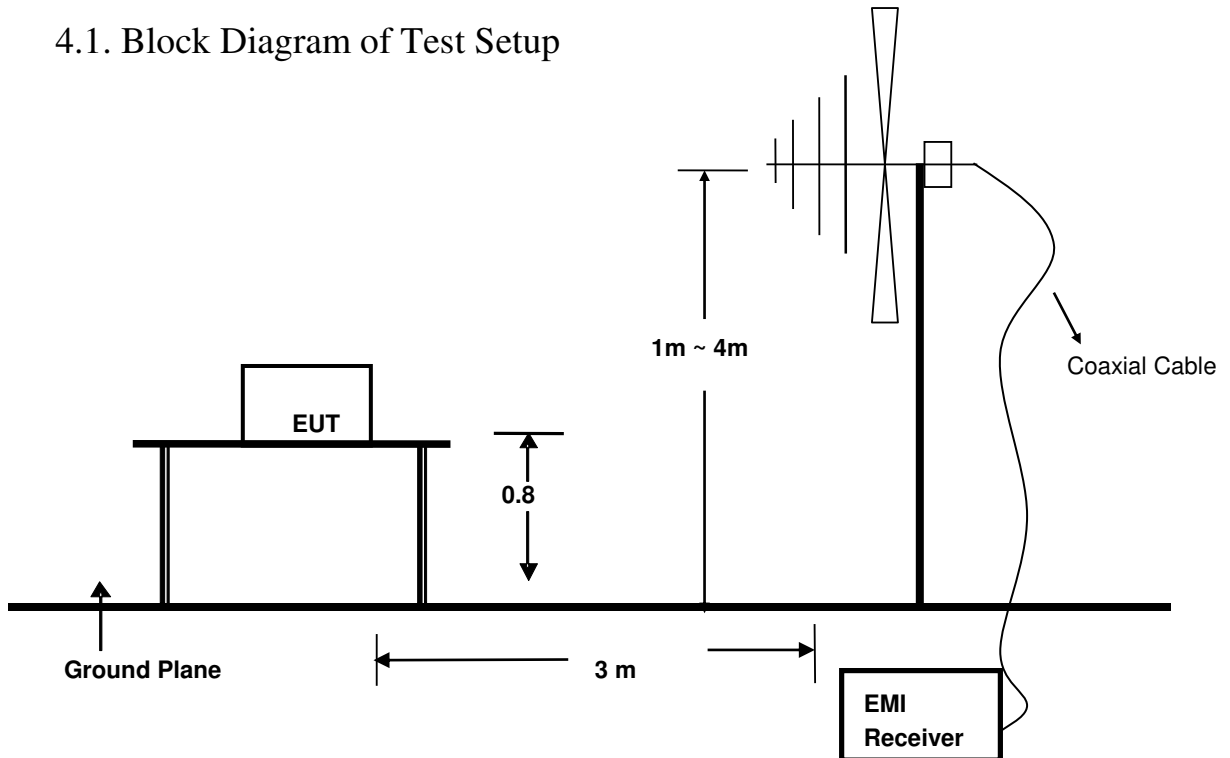 4.1. Block Diagram of Test Setup
1m ~ 4m
Coaxial Cable
EUT
0.8
Ground Plane
3 m
EMI
Receiver